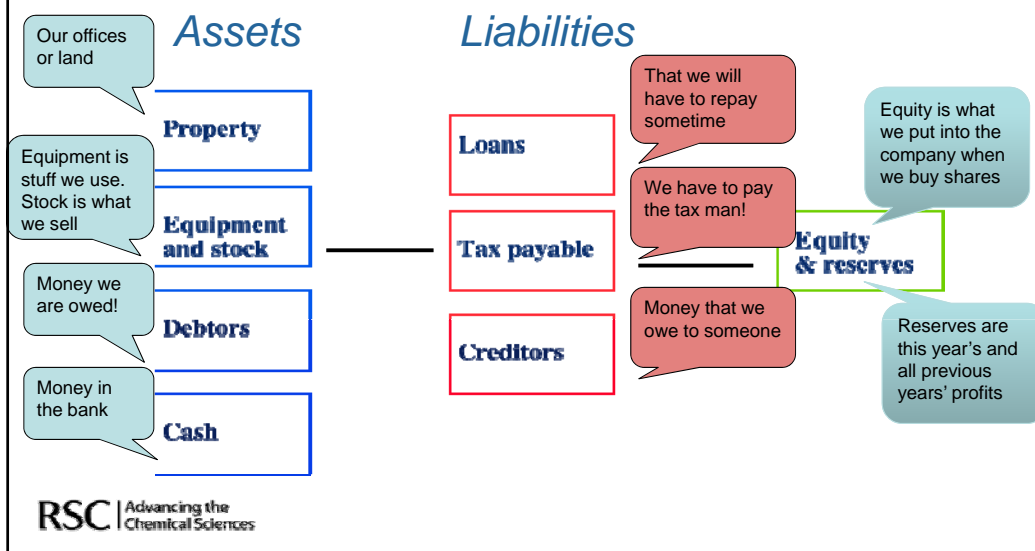 Assets
Our offices
or land
Property
Equipment is
stuff we use.
Stock is what
we sell
Equipment
and stock
Money we
are owed!
Debtors
Money in
the bank
Cash
Liabilities
Loans
That we will
have to repay
sometime
Tax payable
We have to pay
the tax man!
Creditors
Money that we
owe to someone
Equity is what
we put into the
company when
we buy shares
Equity
& reserves
Reserves are
this year's and
all previous
years' profits
RSC | Advancing the
Chemical Sciences